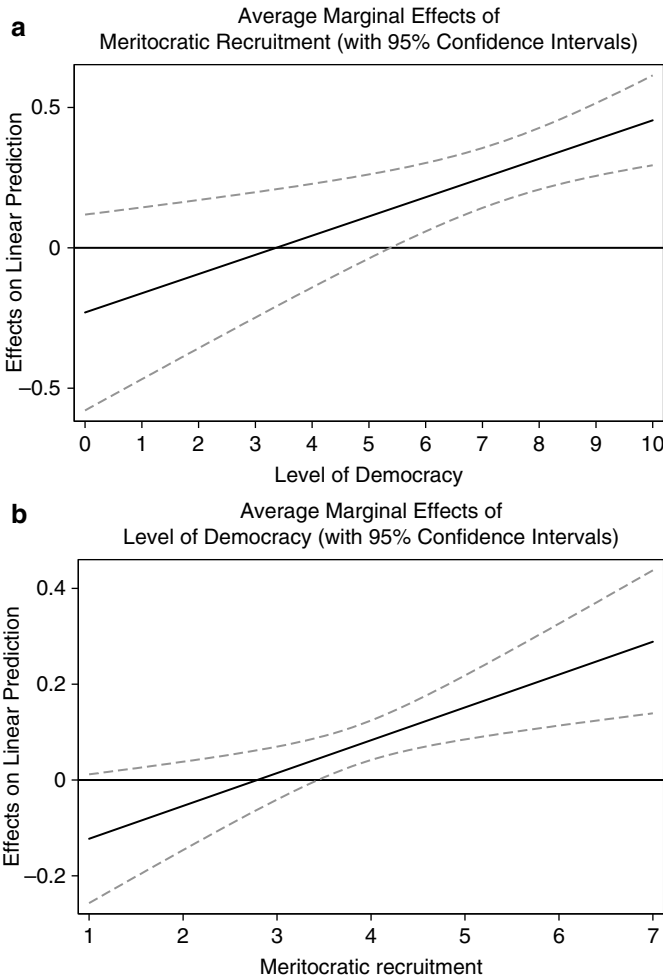 a
Average Marginal Effects of
Meritocratic Recruitment (with 95% Confidence Intervals)
Effects on Linear Prediction
0.5
0
−0.5
0 1 2 3 4 5 6 7 8 9 10
Level of Democracy
b
Average Marginal Effects of
Level of Democracy (with 95% Confidence Intervals)
Effects on Linear Prediction
0.4
0.2
0
−0.2
1 2 3 4 5 6 7
Meritocratic recruitment